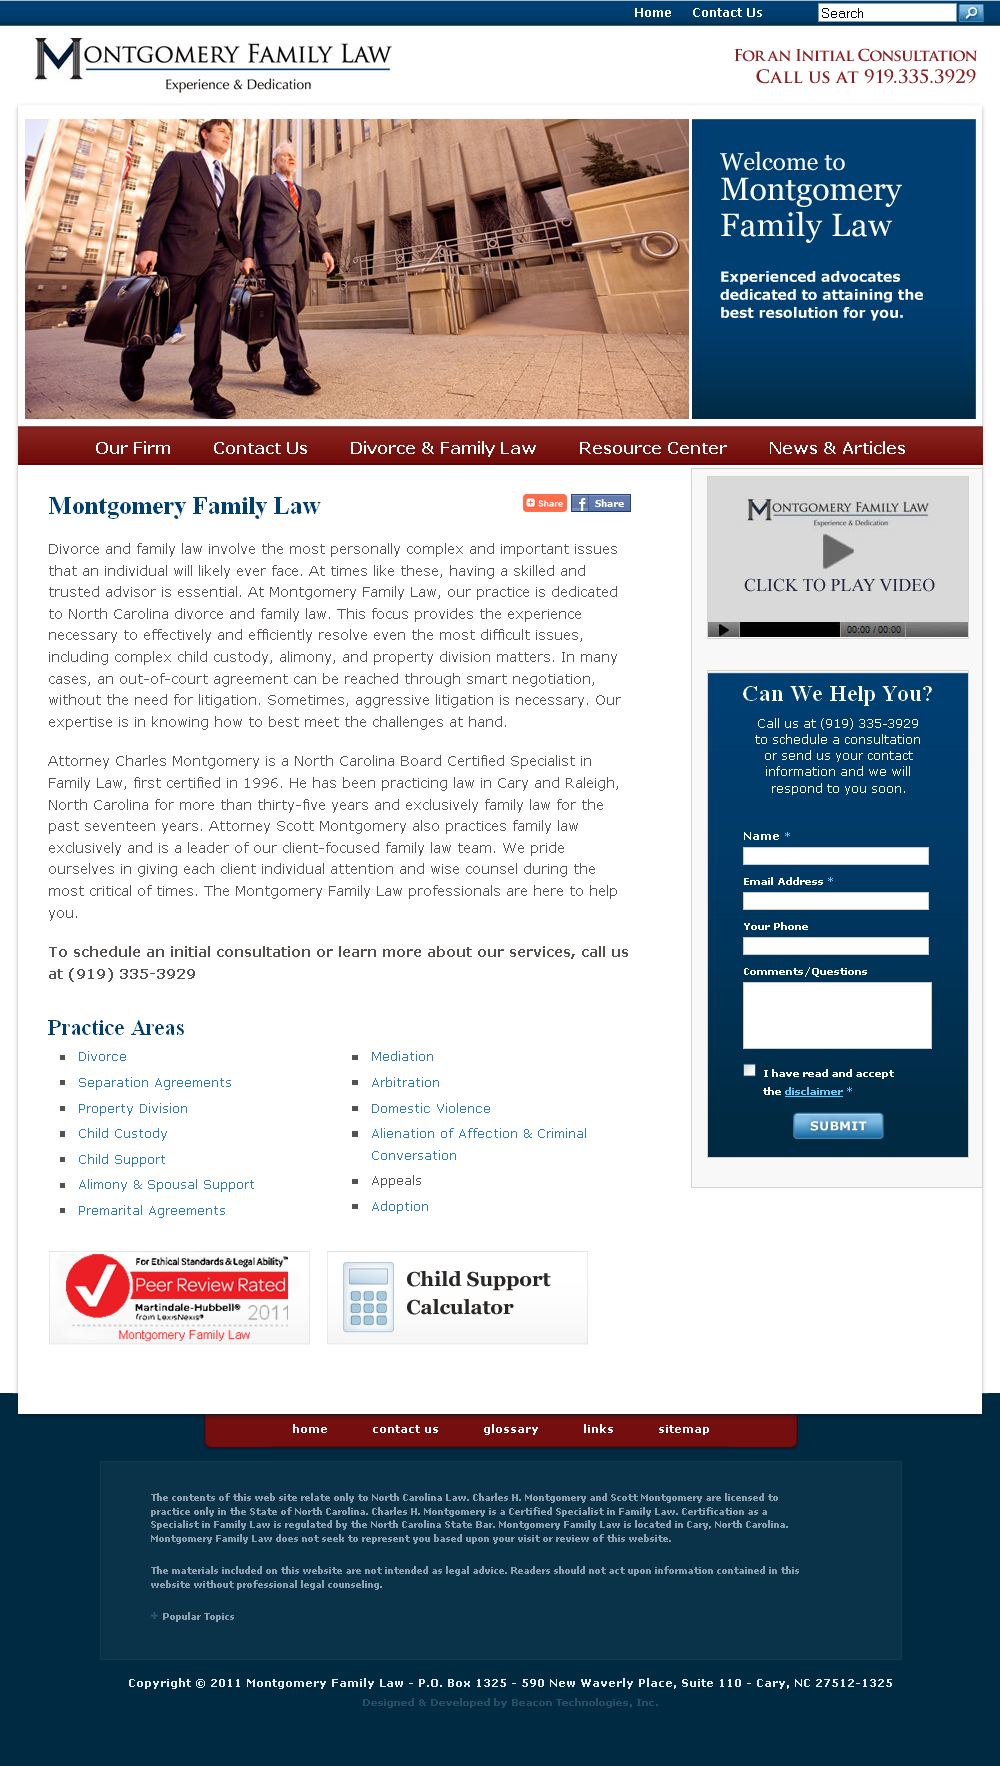 Home Contact Us Search
MONTGOMERY FAMILY LAW
Experience & Dedication
FOR AN INITIAL CONSULTATION
CALL US AT 919.335.3929
Welcome to
Montgomery
Family Law
Experienced advocates
dedicated to attaining the
best resolution for you.
Our Firm Contact Us Divorce & Family Law Resource Center News & Articles
Montgomery Family Law
Share Share
Divorce and family law involve the most personally complex and important issues
that an individual will likely ever face. At times like these, having a skilled and
trusted advisor is essential. At Montgomery Family Law, our practice is dedicated
to North Carolina divorce and family law. This focus provides the experience
necessary to effectively and efficiently resolve even the most difficult issues,
including complex child custody, alimony, and property division matters. In many
cases, an out-of-court agreement can be reached through smart negotiation,
without the need for litigation. Sometimes, aggressive litigation is necessary. Our
expertise is in knowing how to best meet the challenges at hand.
Attorney Charles Montgomery is a North Carolina Board Certified Specialist in
Family Law, first certified in 1996. He has been practicing law in Cary and Raleigh,
North Carolina for more than thirty-five years and exclusively family law for the
past seventeen years. Attorney Scott Montgomery also practices family law
exclusively and is a leader of our client-focused family law team. We pride
ourselves in giving each client individual attention and wise counsel during the
most critical of times. The Montgomery Family Law professionals are here to help
you.
To schedule an initial consultation or learn more about our services, call us
at (919) 335-3929
Practice Areas
Divorce
Separation Agreements
Property Division
Child Custody
Child Support
Alimony & Spousal Support
Premarital Agreements
Mediation
Arbitration
Domestic Violence
Alienation of Affection & Criminal
Conversation
Appeals
Adoption
For Ethical Standards & Legal Ability™
Peer Review Rated
Martindale-Hubbell®
from LexisNexis®
2011
Montgomery Family Law
Child Support
Calculator
MONTGOMERY FAMILY LAW
Experience & Dedication
CLICK TO PLAY VIDEO
00:00 / 00:00
Can We Help You?
Call us at (919) 335-3929
to schedule a consultation
or send us your contact
information and we will
respond to you soon.
Name *
Email Address *
Your Phone
Comments/Questions
I have read and accept
the disclaimer *
SUBMIT
home contact us glossary links sitemap
The contents of this web site relate only to North Carolina Law. Charles H. Montgomery and Scott Montgomery are licensed to
practice only in the State of North Carolina. Charles H. Montgomery is a Certified Specialist in Family Law. Certification as a
Specialist in Family Law is regulated by the North Carolina State Bar. Montgomery Family Law is located in Cary, North Carolina.
Montgomery Family Law does not seek to represent you based upon your visit or review of this website.
The materials included on this website are not intended as legal advice. Readers should not act upon information contained in this
website without professional legal counseling.
+ Popular Topics
Copyright © 2011 Montgomery Family Law - P.O. Box 1325 - 590 New Waverly Place, Suite 110 - Cary, NC 27512-1325
Designed & Developed by Beacon Technologies, Inc.